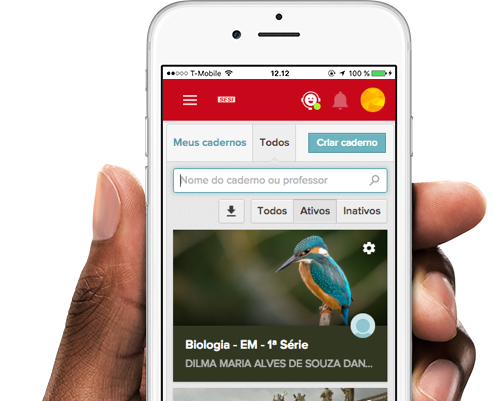 T-Mobile 12.12 100 %
SESI
Meus cadernos Todos Criar caderno
Nome do caderno ou professor
Todos Ativos Inativos
Biologia - EM - 1ª Série
DILMA MARIA ALVES DE SOUZA DAN...